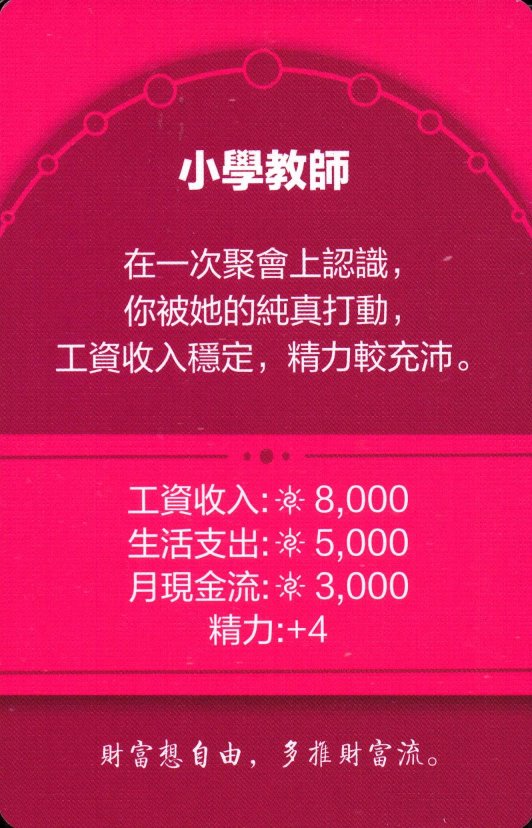 小學教師
在一次聚會上認識，
你被她的純真打動，
工資收入穩定，精力較充沛。
工資收入: 8,000
生活支出: 5,000
月現金流: 3,000
精力:+4
財富想自由，多推財富流。